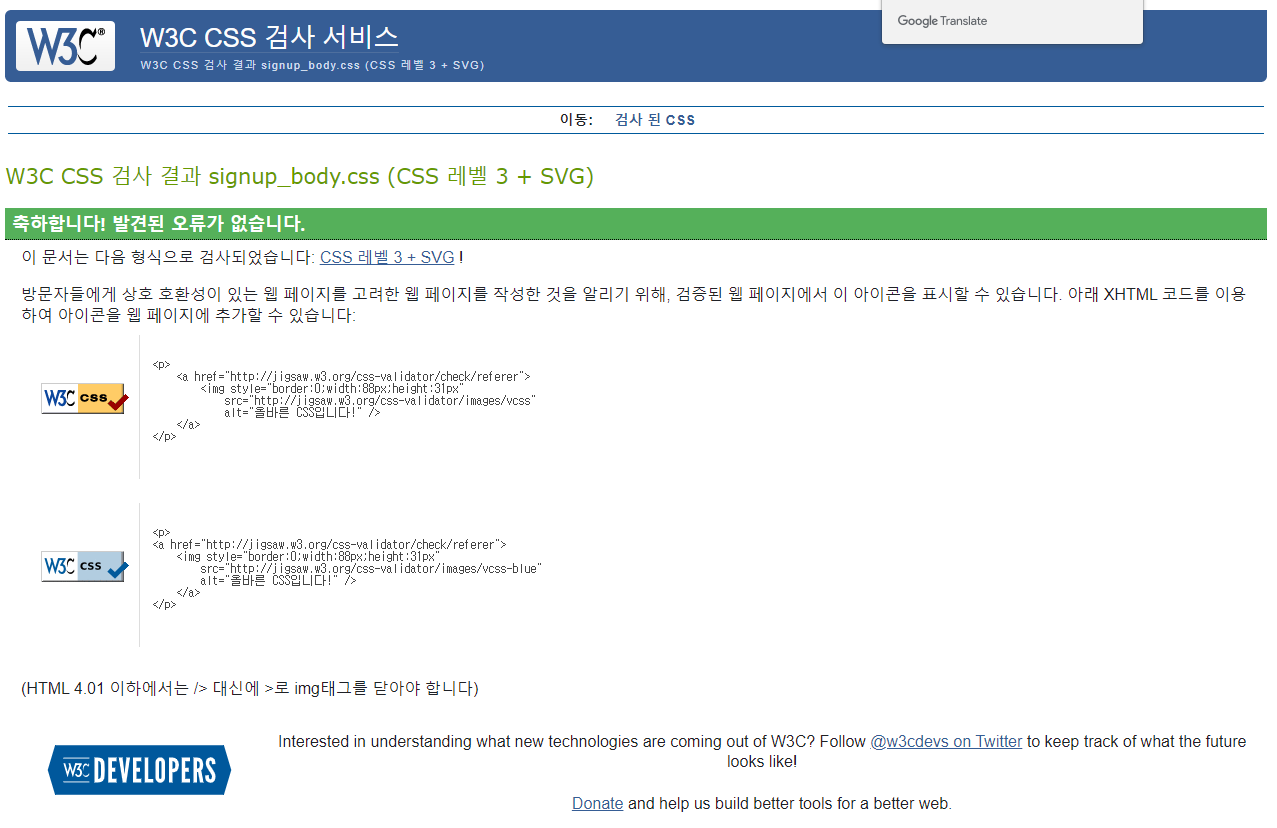 Google Translate
W3C®
W3C CSS 검사 서비스
W3C CSS 검사 결과 signup_body.css (CSS 레벨 3 + SVG)
이동: 검사 된 CSS
W3C CSS 검사 결과 signup_body.css (CSS 레벨 3 + SVG)
축하합니다! 발견된 오류가 없습니다.
이 문서는 다음 형식으로 검사되었습니다: CSS 레벨 3 + SVG !
방문자들에게 상호 호환성이 있는 웹 페이지를 고려한 웹 페이지를 작성한 것을 알리기 위해, 검증된 웹 페이지에서 이 아이콘을 표시할 수 있습니다. 아래 XHTML 코드를 이용
하여 아이콘을 웹 페이지에 추가할 수 있습니다:
W3C css
<p>
<a href="http://jigsaw.w3.org/css-validator/check/referer">
<img style="border:0;width:88px;height:31px"
src="http://jigsaw.w3.org/css-validator/images/vcss"
alt="올바른 CSS입니다!" />
</a>
</p>
W3C css
<p>
<a href="http://jigsaw.w3.org/css-validator/check/referer">
<img style="border:0;width:88px;height:31px"
src="http://jigsaw.w3.org/css-validator/images/vcss-blue"
alt="올바른 CSS입니다!" />
</a>
</p>
(HTML 4.01 이하에서는 /> 대신에 >로 img태그를 닫아야 합니다)
W3C DEVELOPERS
Interested in understanding what new technologies are coming out of W3C? Follow @w3cdevs on Twitter to keep track of what the future
looks like!
Donate and help us build better tools for a better web.